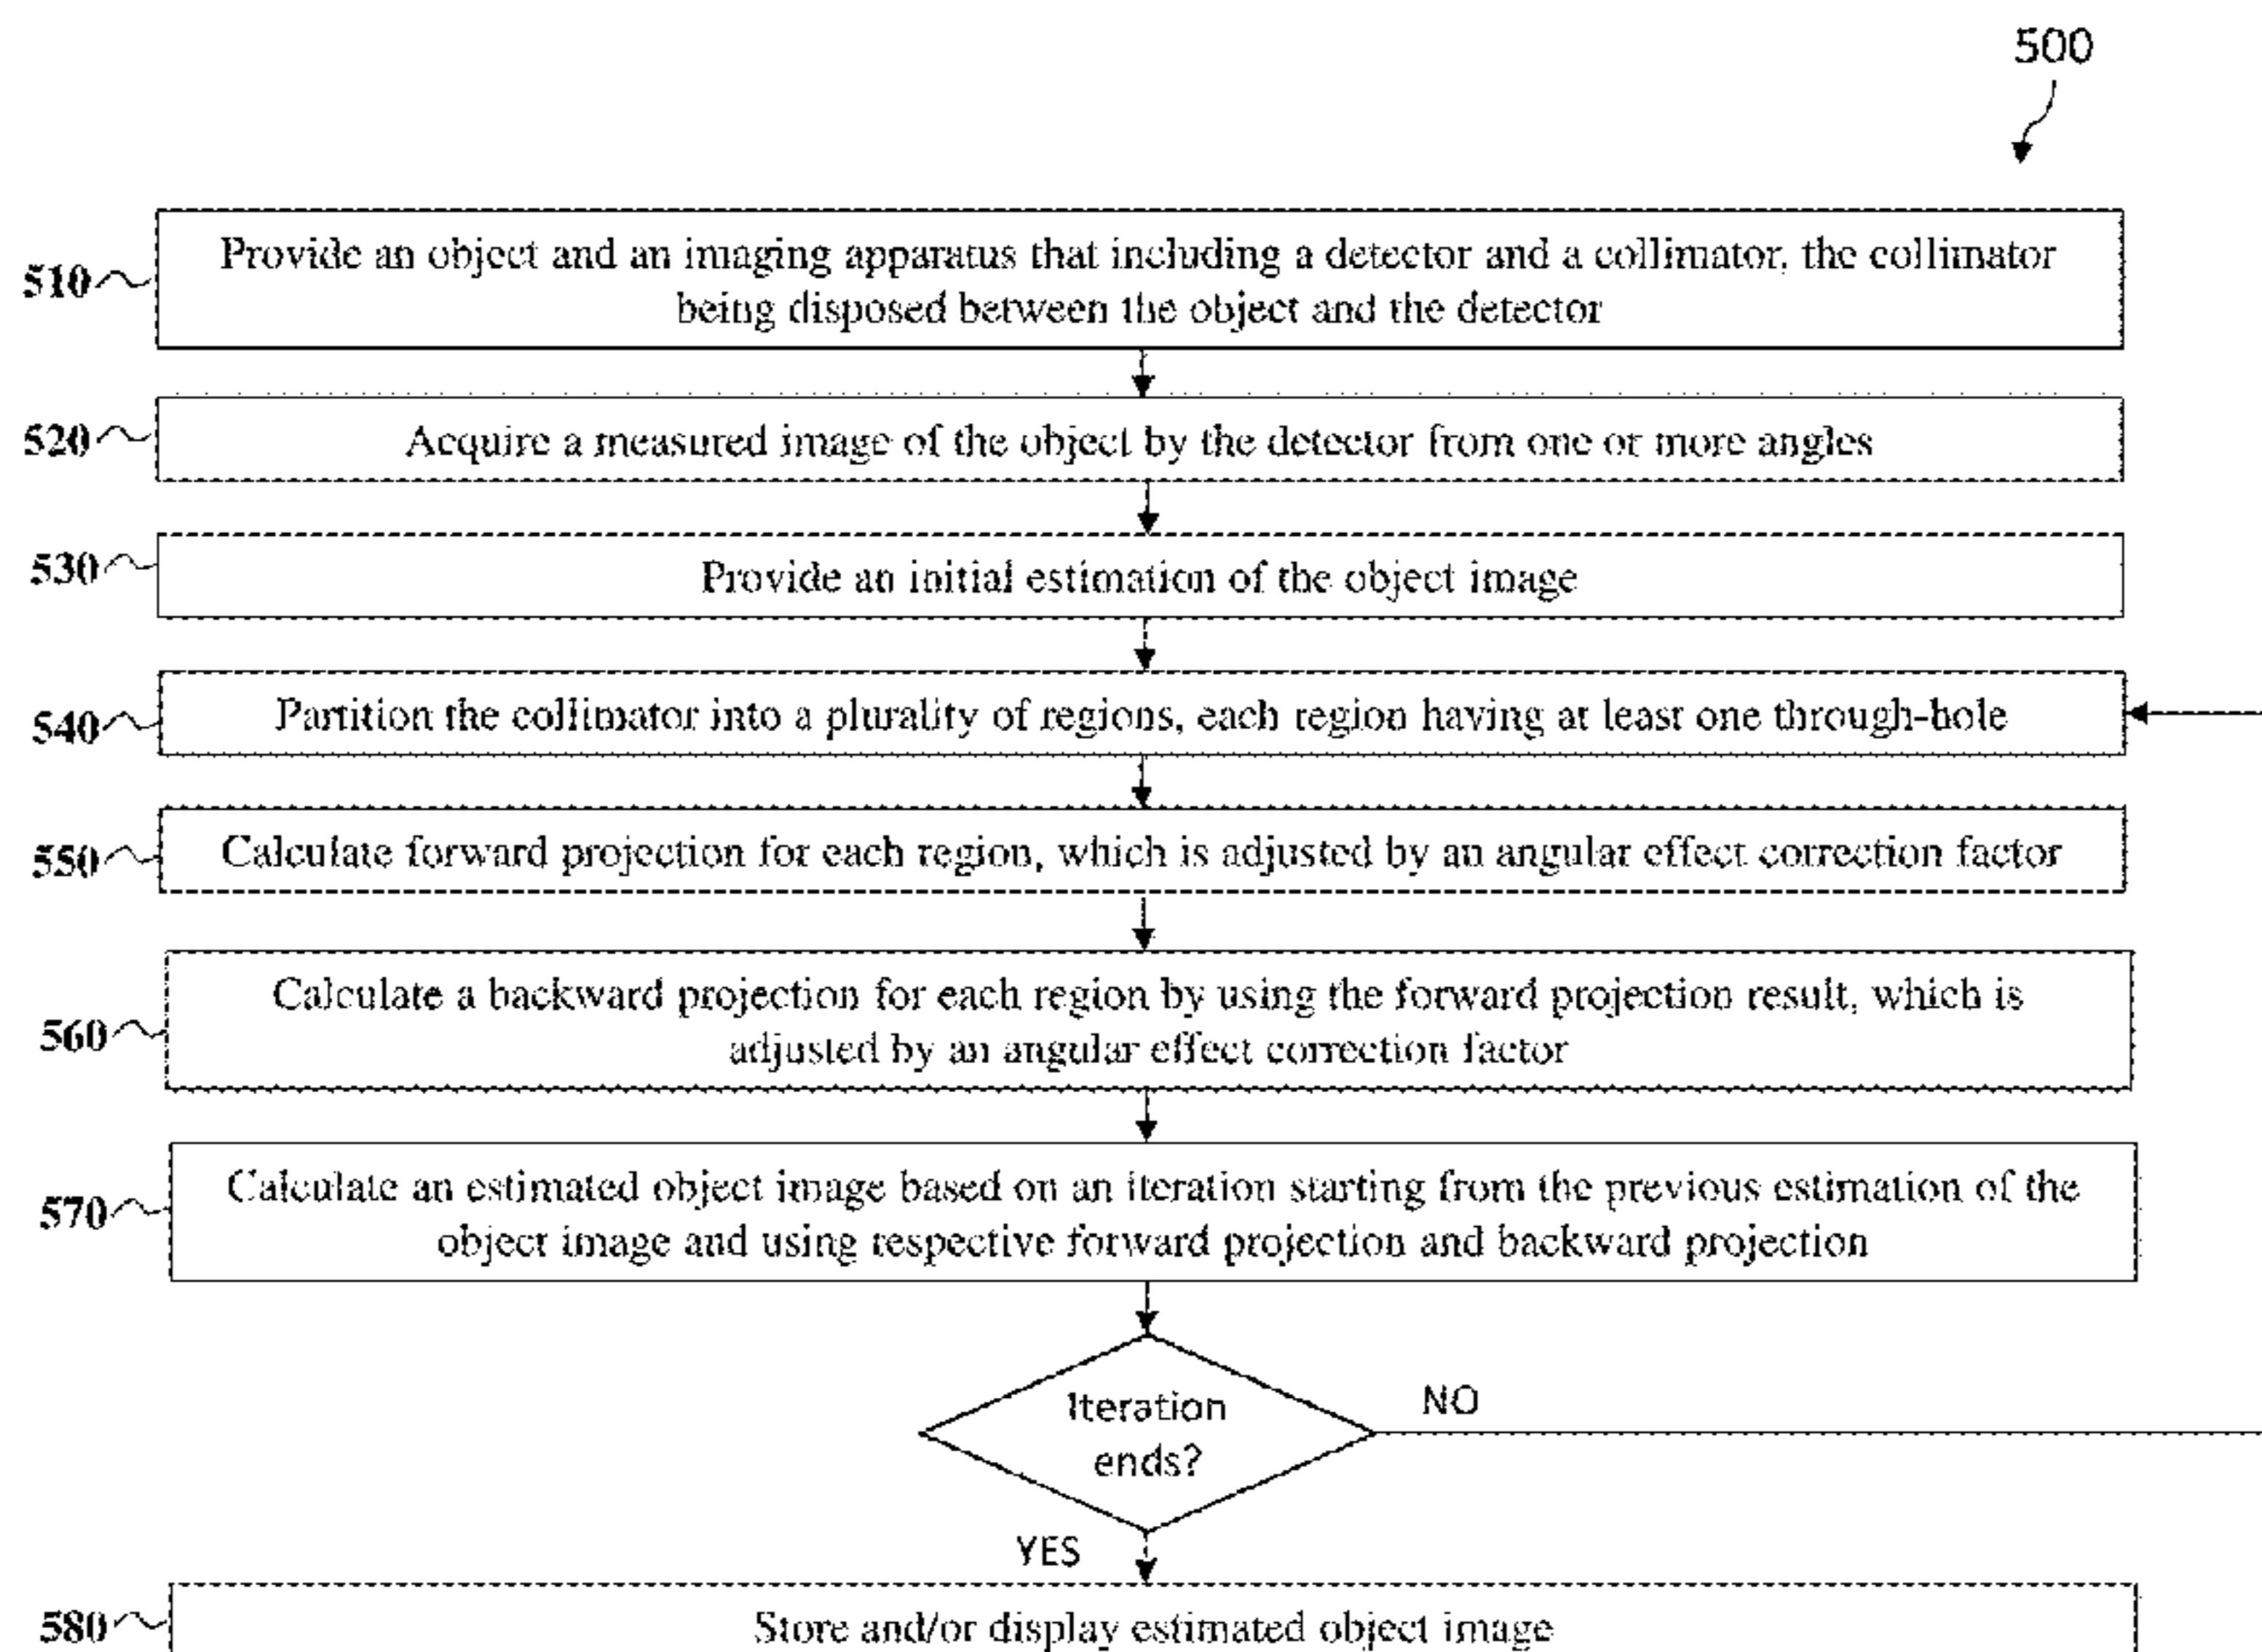 500
510
Provide an object and an imaging apparatus that including a detector and a collimator, the collimator
being disposed between the object and the detector
520
Acquire a measured image of the object by the detector from one or more angles
530
Provide an initial estimation of the object image
540
Partition the collimator into a plurality of regions, each region having at least one through-hole
550
Calculate forward projection for each region, which is adjusted by an angular effect correction factor
560
Calculate a backward projection for each region by using the forward projection result, which is
adjusted by an angular effect correction factor
570
Calculate an estimated object image based on an iteration starting from the previous estimation of the
object image and using respective forward projection and backward projection
Iteration
ends?
NO
YES
580
Store and/or display estimated object image